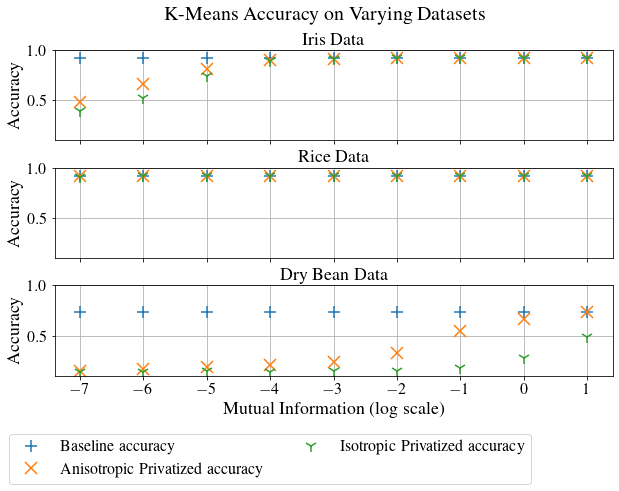 K-Means Accuracy on Varying Datasets
Iris Data
1.0
0.5
Accuracy
Rice Data
1.0
0.5
Accuracy
Dry Bean Data
1.0
0.5
Accuracy
−7 −6 −5 −4 −3 −2 −1 0 1
Mutual Information (log scale)
Baseline accuracy
Anisotropic Privatized accuracy
Isotropic Privatized accuracy